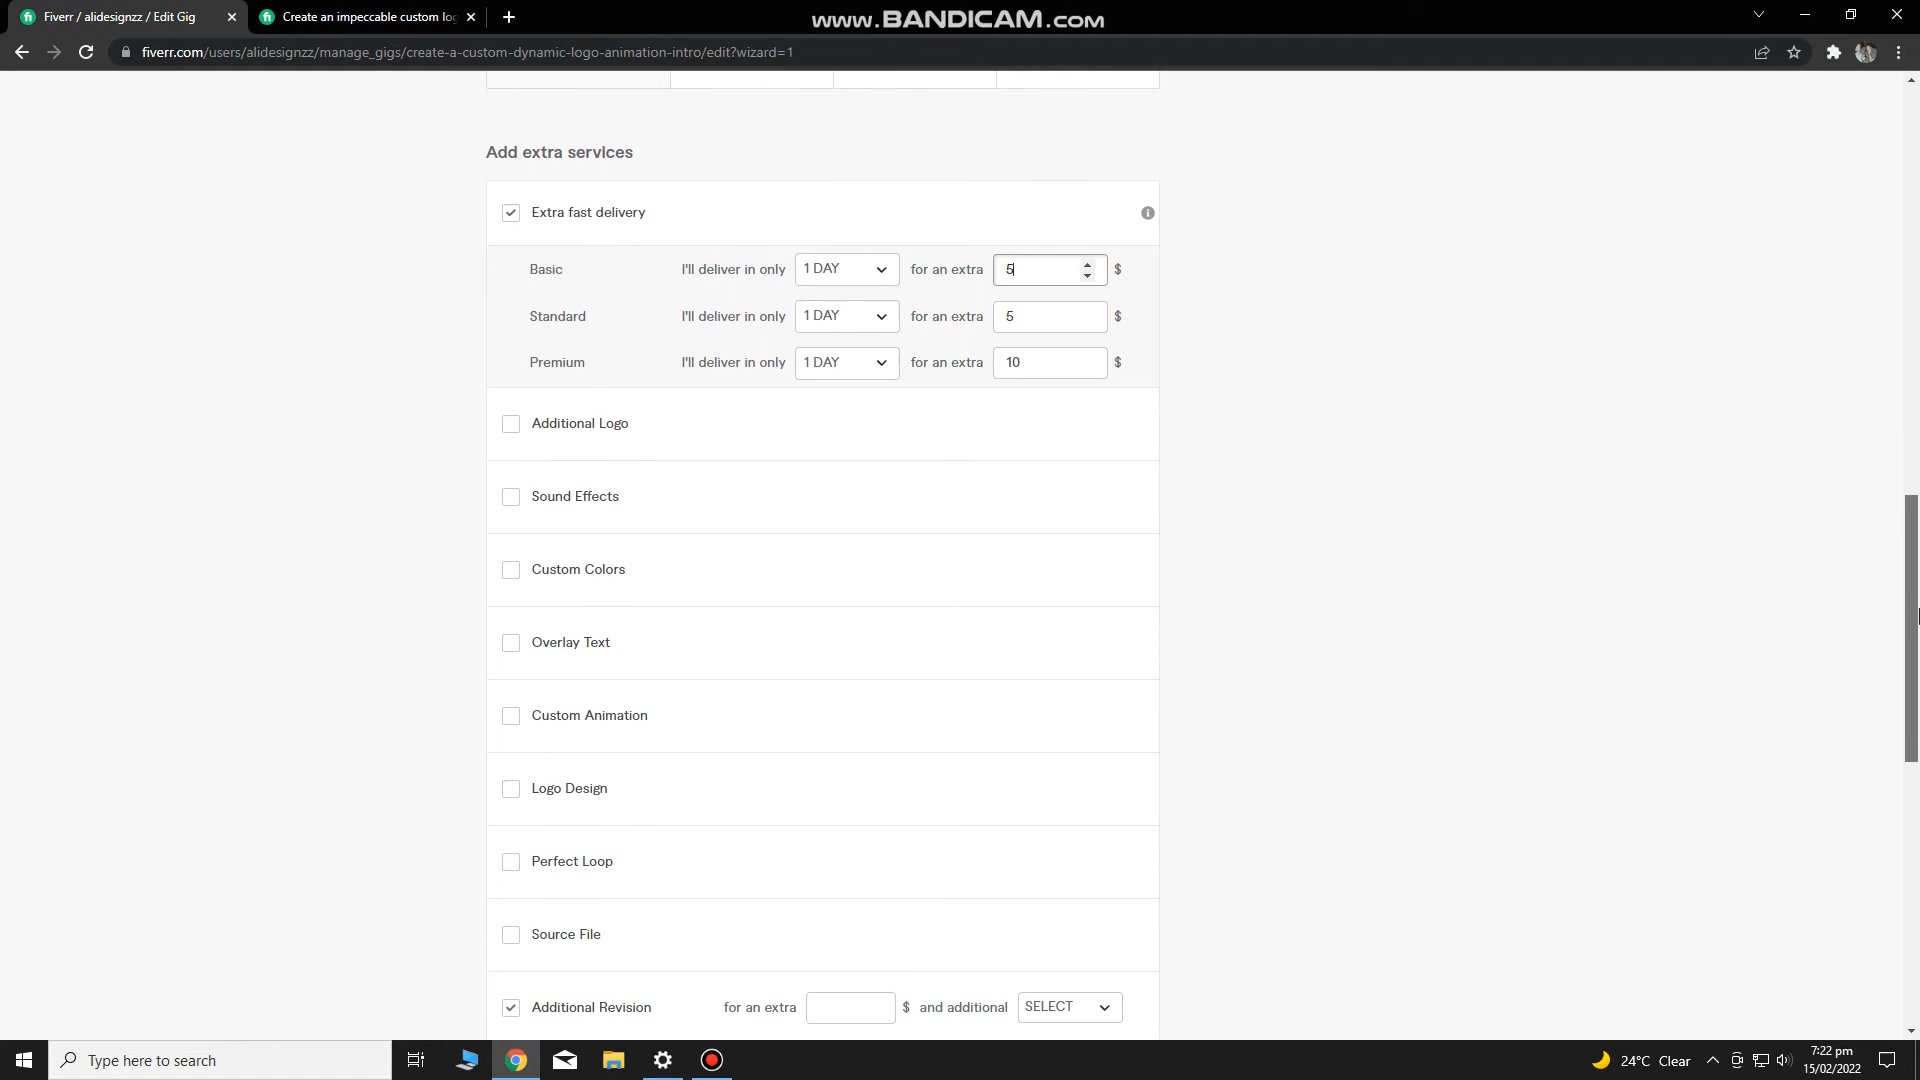 Fiverr / alidesignzz / Edit Gig
Create an impeccable custom log
www.BANDICAM.com
fiverr.com/users/alidesignzz/manage_gigs/create-a-custom-dynamic-logo-animation-intro/edit?wizard=1
Add extra services
Extra fast delivery
Basic I'll deliver in only 1 DAY for an extra 5 $
Standard I'll deliver in only 1 DAY for an extra 5 $
Premium I'll deliver in only 1 DAY for an extra 10 $
Additional Logo
Sound Effects
Custom Colors
Overlay Text
Custom Animation
Logo Design
Perfect Loop
Source File
Additional Revision for an extra $ and additional SELECT
Type here to search
24°C Clear
7:22 pm
15/02/2022